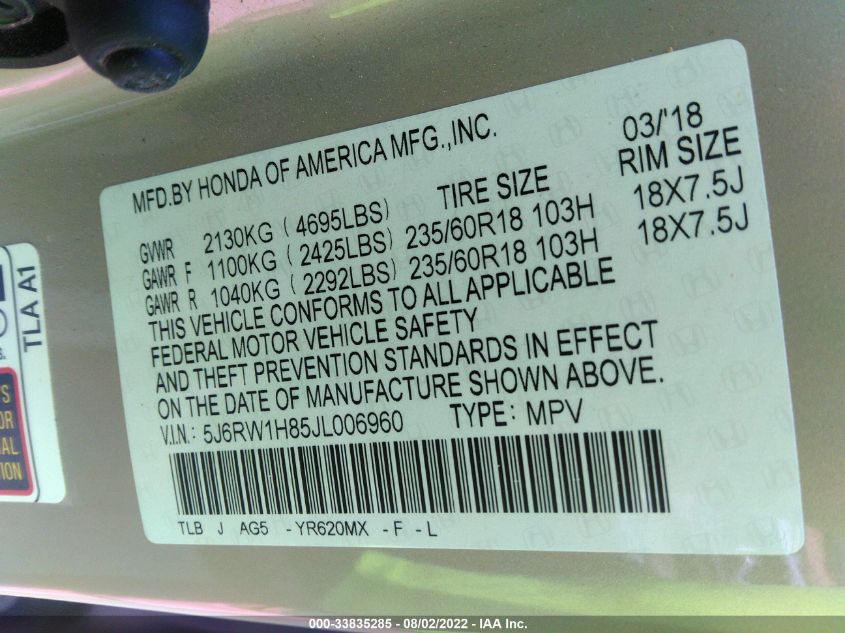 MFD.BY HONDA OF AMERICA MFG.,INC. 03/'18
TIRE SIZE RIM SIZE
GVWR 2130KG (4695LBS)
GAWR F 1100KG (2425LBS) 235/60R18 103H 18X7.5J
GAWR R 1040KG (2292LBS) 235/60R18 103H 18X7.5J
THIS VEHICLE CONFORMS TO ALL APPLICABLE
FEDERAL MOTOR VEHICLE SAFETY
AND THEFT PREVENTION STANDARDS IN EFFECT
ON THE DATE OF MANUFACTURE SHOWN ABOVE.
V.I.N.: 5J6RW1H85JL006960 TYPE: MPV
TLB J AG5 -YR620MX -F -L
TLA A1
000-33835285 - 08/02/2022 - IAA Inc.